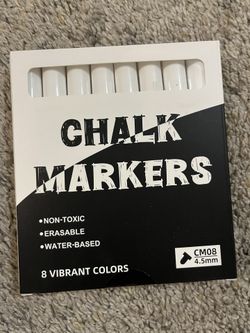 CHALK
MARKERS
•NON-TOXIC
•ERASABLE
•WATER-BASED
8 VIBRANT COLORS
CM08
4.5mm